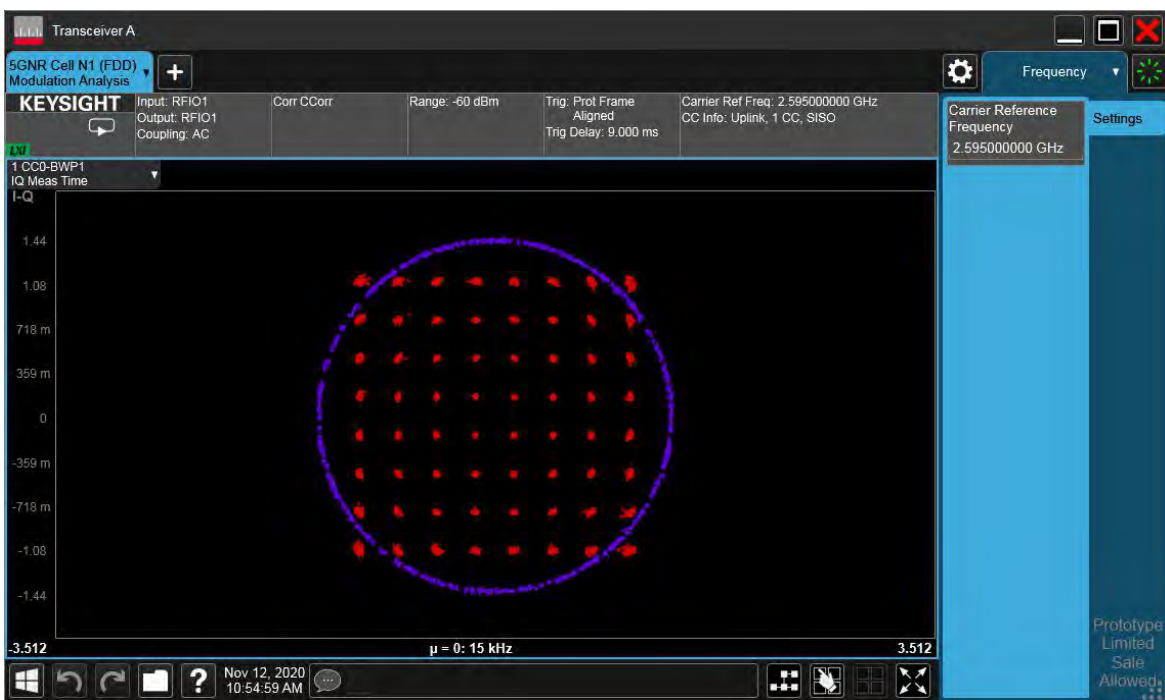 Transceiver A
5GNR Cell N1 (FDD)
Modulation Analysis
+
Frequency
KEYSIGHT
LXI
Input: RFIO1
Output: RFIO1
Coupling: AC
Corr CCorr
Range: -60 dBm
Trig: Prot Frame
Aligned
Trig Delay: 9.000 ms
Carrier Ref Freq: 2.595000000 GHz
CC Info: Uplink, 1 CC, SISO
Carrier Reference
Frequency
2.595000000 GHz
Settings
1 CC0-BWP1
IQ Meas Time
I-Q
1.44
1.08
718 m
359 m
0
-359 m
-718 m
-1.08
-1.44
-3.512
µ = 0: 15 kHz
3.512
Prototype
Limited
Sale
Allowed
?
Nov 12, 2020
10:54:59 AM